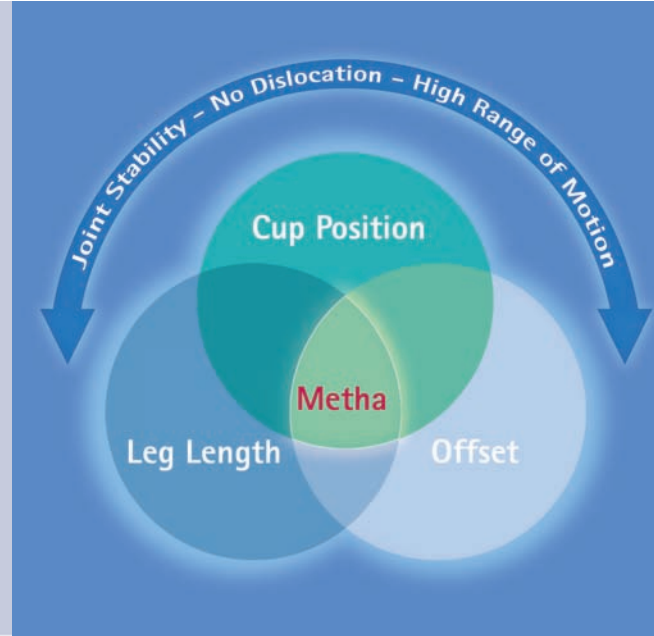 Joint Stability – No Dislocation – High Range of Motion
Cup Position
Metha
Leg Length
Offset